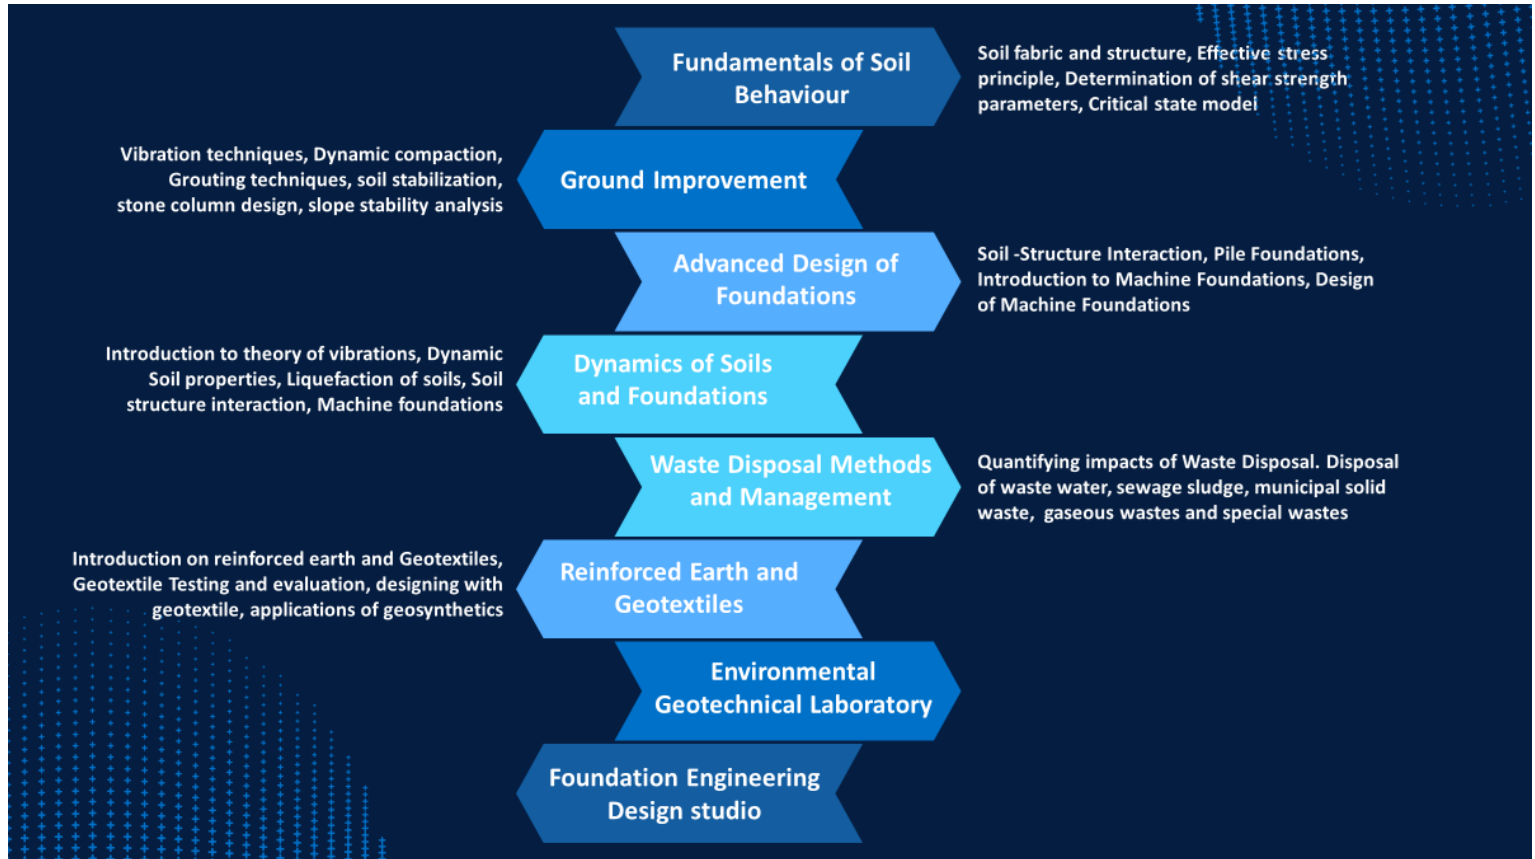 Fundamentals of Soil
Behaviour
Soil fabric and structure, Effective stress
principle, Determination of shear strength
parameters, Critical state model
Vibration techniques, Dynamic compaction,
Grouting techniques, soil stabilization,
stone column design, slope stability analysis
Ground Improvement
Advanced Design of
Foundations
Soil -Structure Interaction, Pile Foundations,
Introduction to Machine Foundations, Design
of Machine Foundations
Introduction to theory of vibrations, Dynamic
Soil properties, Liquefaction of soils, Soil
structure interaction, Machine foundations
Dynamics of Soils
and Foundations
Waste Disposal Methods
and Management
Quantifying impacts of Waste Disposal. Disposal
of waste water, sewage sludge, municipal solid
waste,  gaseous wastes and special wastes
Introduction on reinforced earth and Geotextiles,
Geotextile Testing and evaluation, designing with
geotextile, applications of geosynthetics
Reinforced Earth and
Geotextiles
Environmental
Geotechnical Laboratory
Foundation Engineering
Design studio